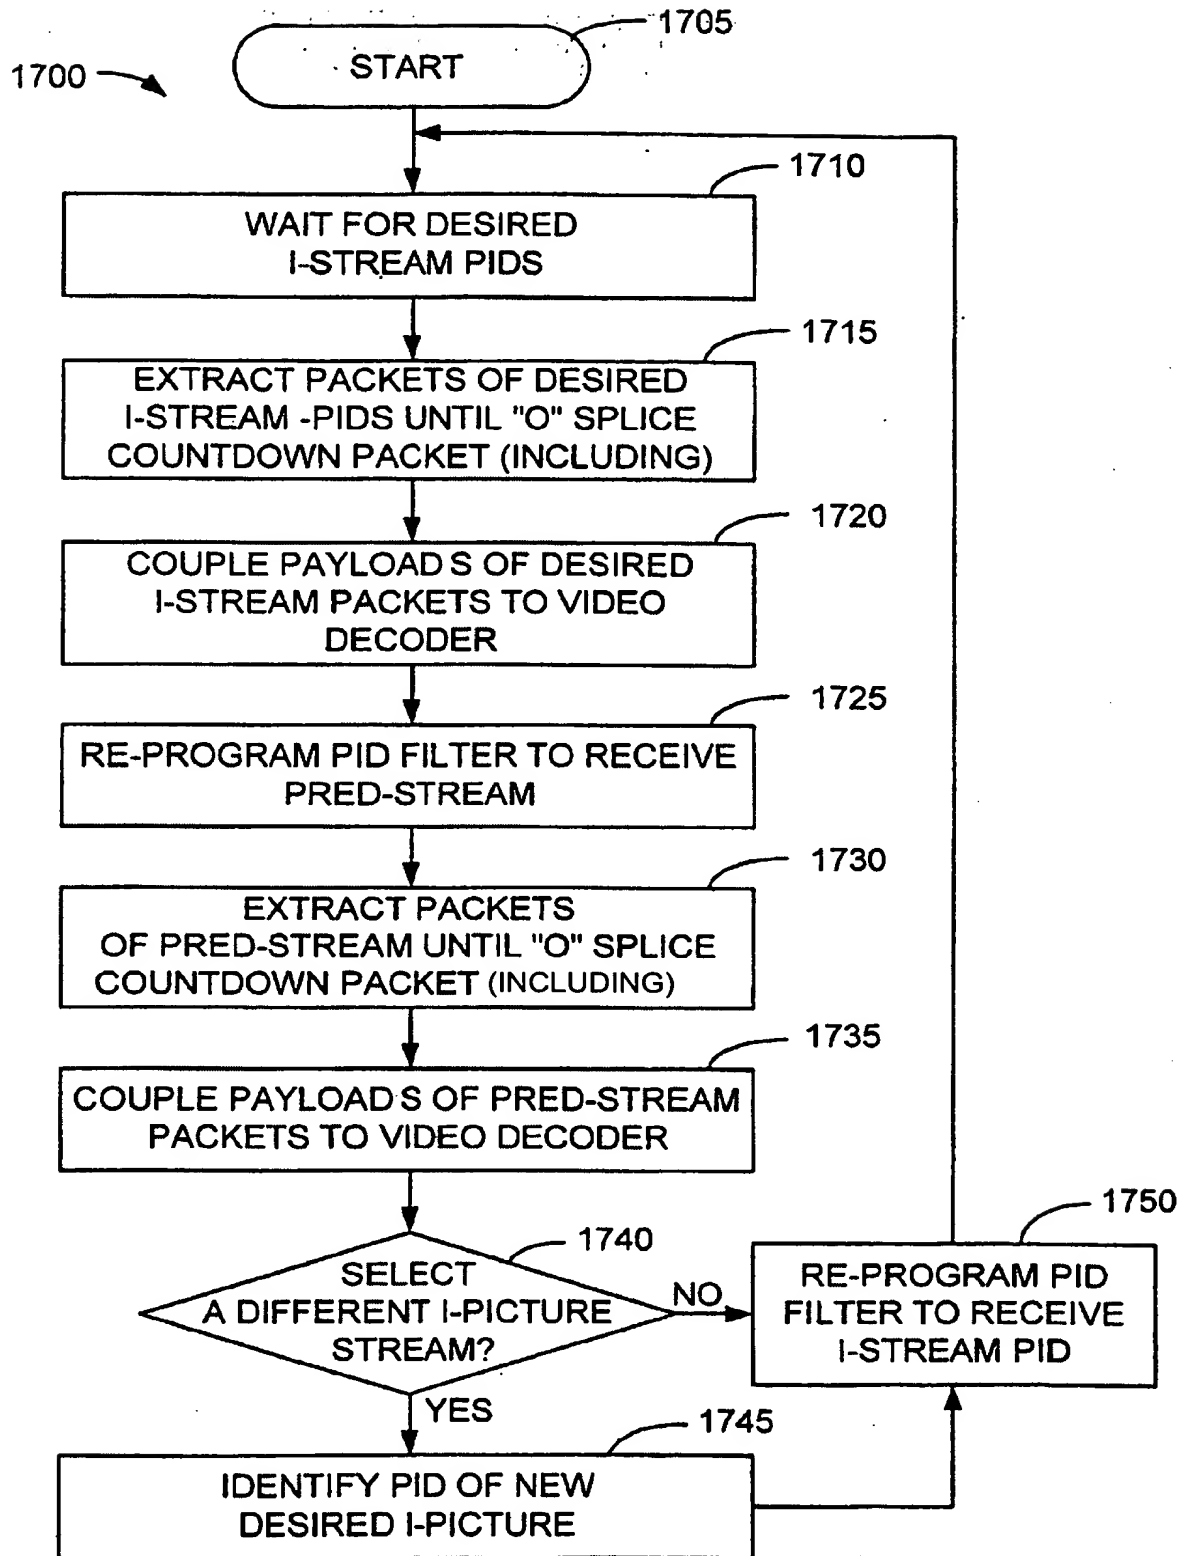 1705
START
1700
1710
WAIT FOR DESIRED
I-STREAM PIDS
1715
EXTRACT PACKETS OF DESIRED
I-STREAM -PIDS UNTIL "O" SPLICE
COUNTDOWN PACKET (INCLUDING)
1720
COUPLE PAYLOADS OF DESIRED
I-STREAM PACKETS TO VIDEO
DECODER
1725
RE-PROGRAM PID FILTER TO RECEIVE
PRED-STREAM
1730
EXTRACT PACKETS
OF PRED-STREAM UNTIL "O" SPLICE
COUNTDOWN PACKET (INCLUDING)
1735
COUPLE PAYLOADS OF PRED-STREAM
PACKETS TO VIDEO DECODER
1740
SELECT
A DIFFERENT I-PICTURE
STREAM?
NO
YES
1750
RE-PROGRAM PID
FILTER TO RECEIVE
I-STREAM PID
1745
IDENTIFY PID OF NEW
DESIRED I-PICTURE